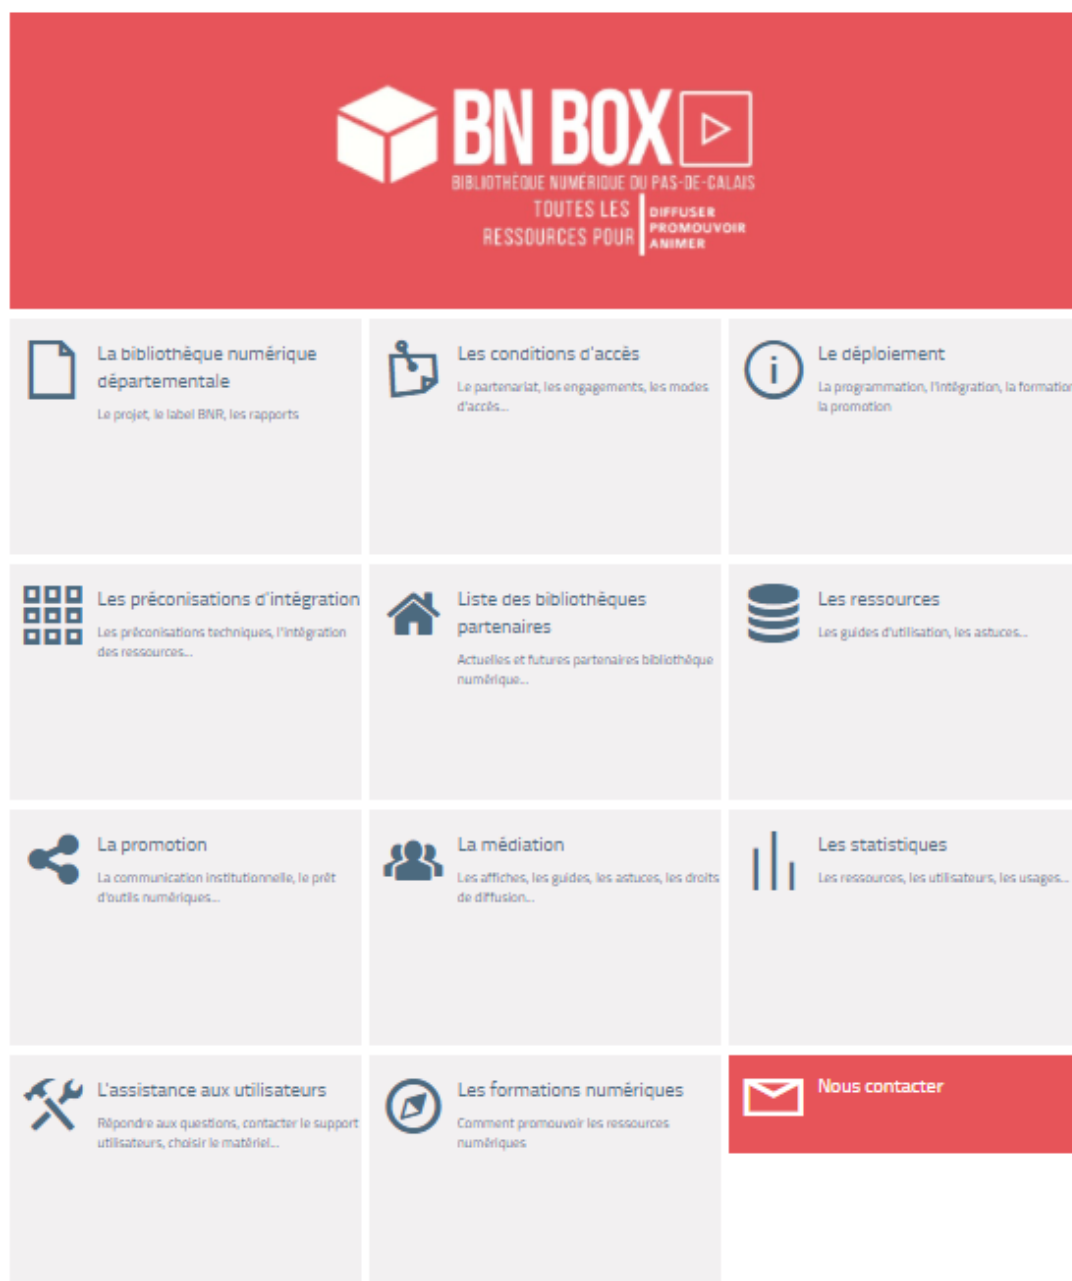 BN BOX
BIBLIOTHÈQUE NUMÉRIQUE DU PAS-DE-CALAIS
TOUTES LES
RESSOURCES POUR
DIFFUSER
PROMOUVOIR
ANIMER
La bibliothèque numérique
départementale
Le projet, le label BNR, les rapports
Les conditions d'accès
Le partenariat, les engagements, les modes
d'accès...
Le déploiement
La programmation, l'intégration, la formation
la promotion
Les préconisations d'intégration
Les préconisations techniques, l'intégration
des ressources...
Liste des bibliothèques
partenaires
Actuelles et futures partenaires bibliothèque
numérique...
Les ressources
Les guides d'utilisation, les astuces...
La promotion
La communication institutionnelle, le prêt
d'outils numériques...
La médiation
Les affiches, les guides, les astuces, les droits
de diffusion...
Les statistiques
Les ressources, les utilisateurs, les usages...
L'assistance aux utilisateurs
Répondre aux questions, contacter le support
utilisateurs, choisir le matériel...
Les formations numériques
Comment promouvoir les ressources
numériques
Nous contacter